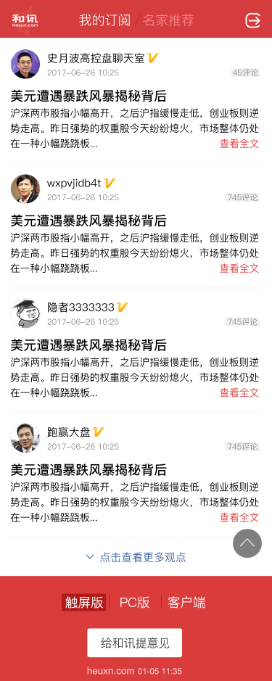 和讯
heuxn.com
我的订阅 / 名家推荐
史月波高控盘聊天室
2017-06-26 10:25 45评论
美元遭遇暴跌风暴揭秘背后
沪深两市股指小幅高开，之后沪指缓慢走低，创业板则逆
势走高。昨日强势的权重股今天纷纷熄火，市场整体仍处
在一种小幅跷跷板... 查看全文
wxpvjidb4t
2017-06-26 10:25 745评论
美元遭遇暴跌风暴揭秘背后
沪深两市股指小幅高开，之后沪指缓慢走低，创业板则逆
势走高。昨日强势的权重股今天纷纷熄火，市场整体仍处
在一种小幅跷跷板... 查看全文
隐者3333333
2017-06-26 10:25 745评论
美元遭遇暴跌风暴揭秘背后
沪深两市股指小幅高开，之后沪指缓慢走低，创业板则逆
势走高。昨日强势的权重股今天纷纷熄火，市场整体仍处
在一种小幅跷跷板... 查看全文
跑赢大盘
2017-06-26 10:25 745评论
美元遭遇暴跌风暴揭秘背后
沪深两市股指小幅高开，之后沪指缓慢走低，创业板则逆
势走高。昨日强势的权重股今天纷纷熄火，市场整体仍处
在一种小幅跷跷板... 查看全文
点击查看更多观点
触屏版 PC版 客户端
给和讯提意见
heuxn.com 01-05 11:35